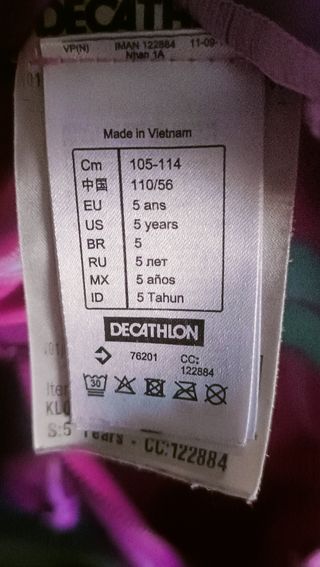 DECATHLON
VP(N) IMAN 122884 11-09-
Nhan 1A
Made in Vietnam
Cm 105-114
中国 110/56
EU 5 ans
US 5 years
BR 5
RU 5 лет
MX 5 años
ID 5 Tahun
DECATHLON
76201 CC:
122884
30
S:5 Years - CC:122884